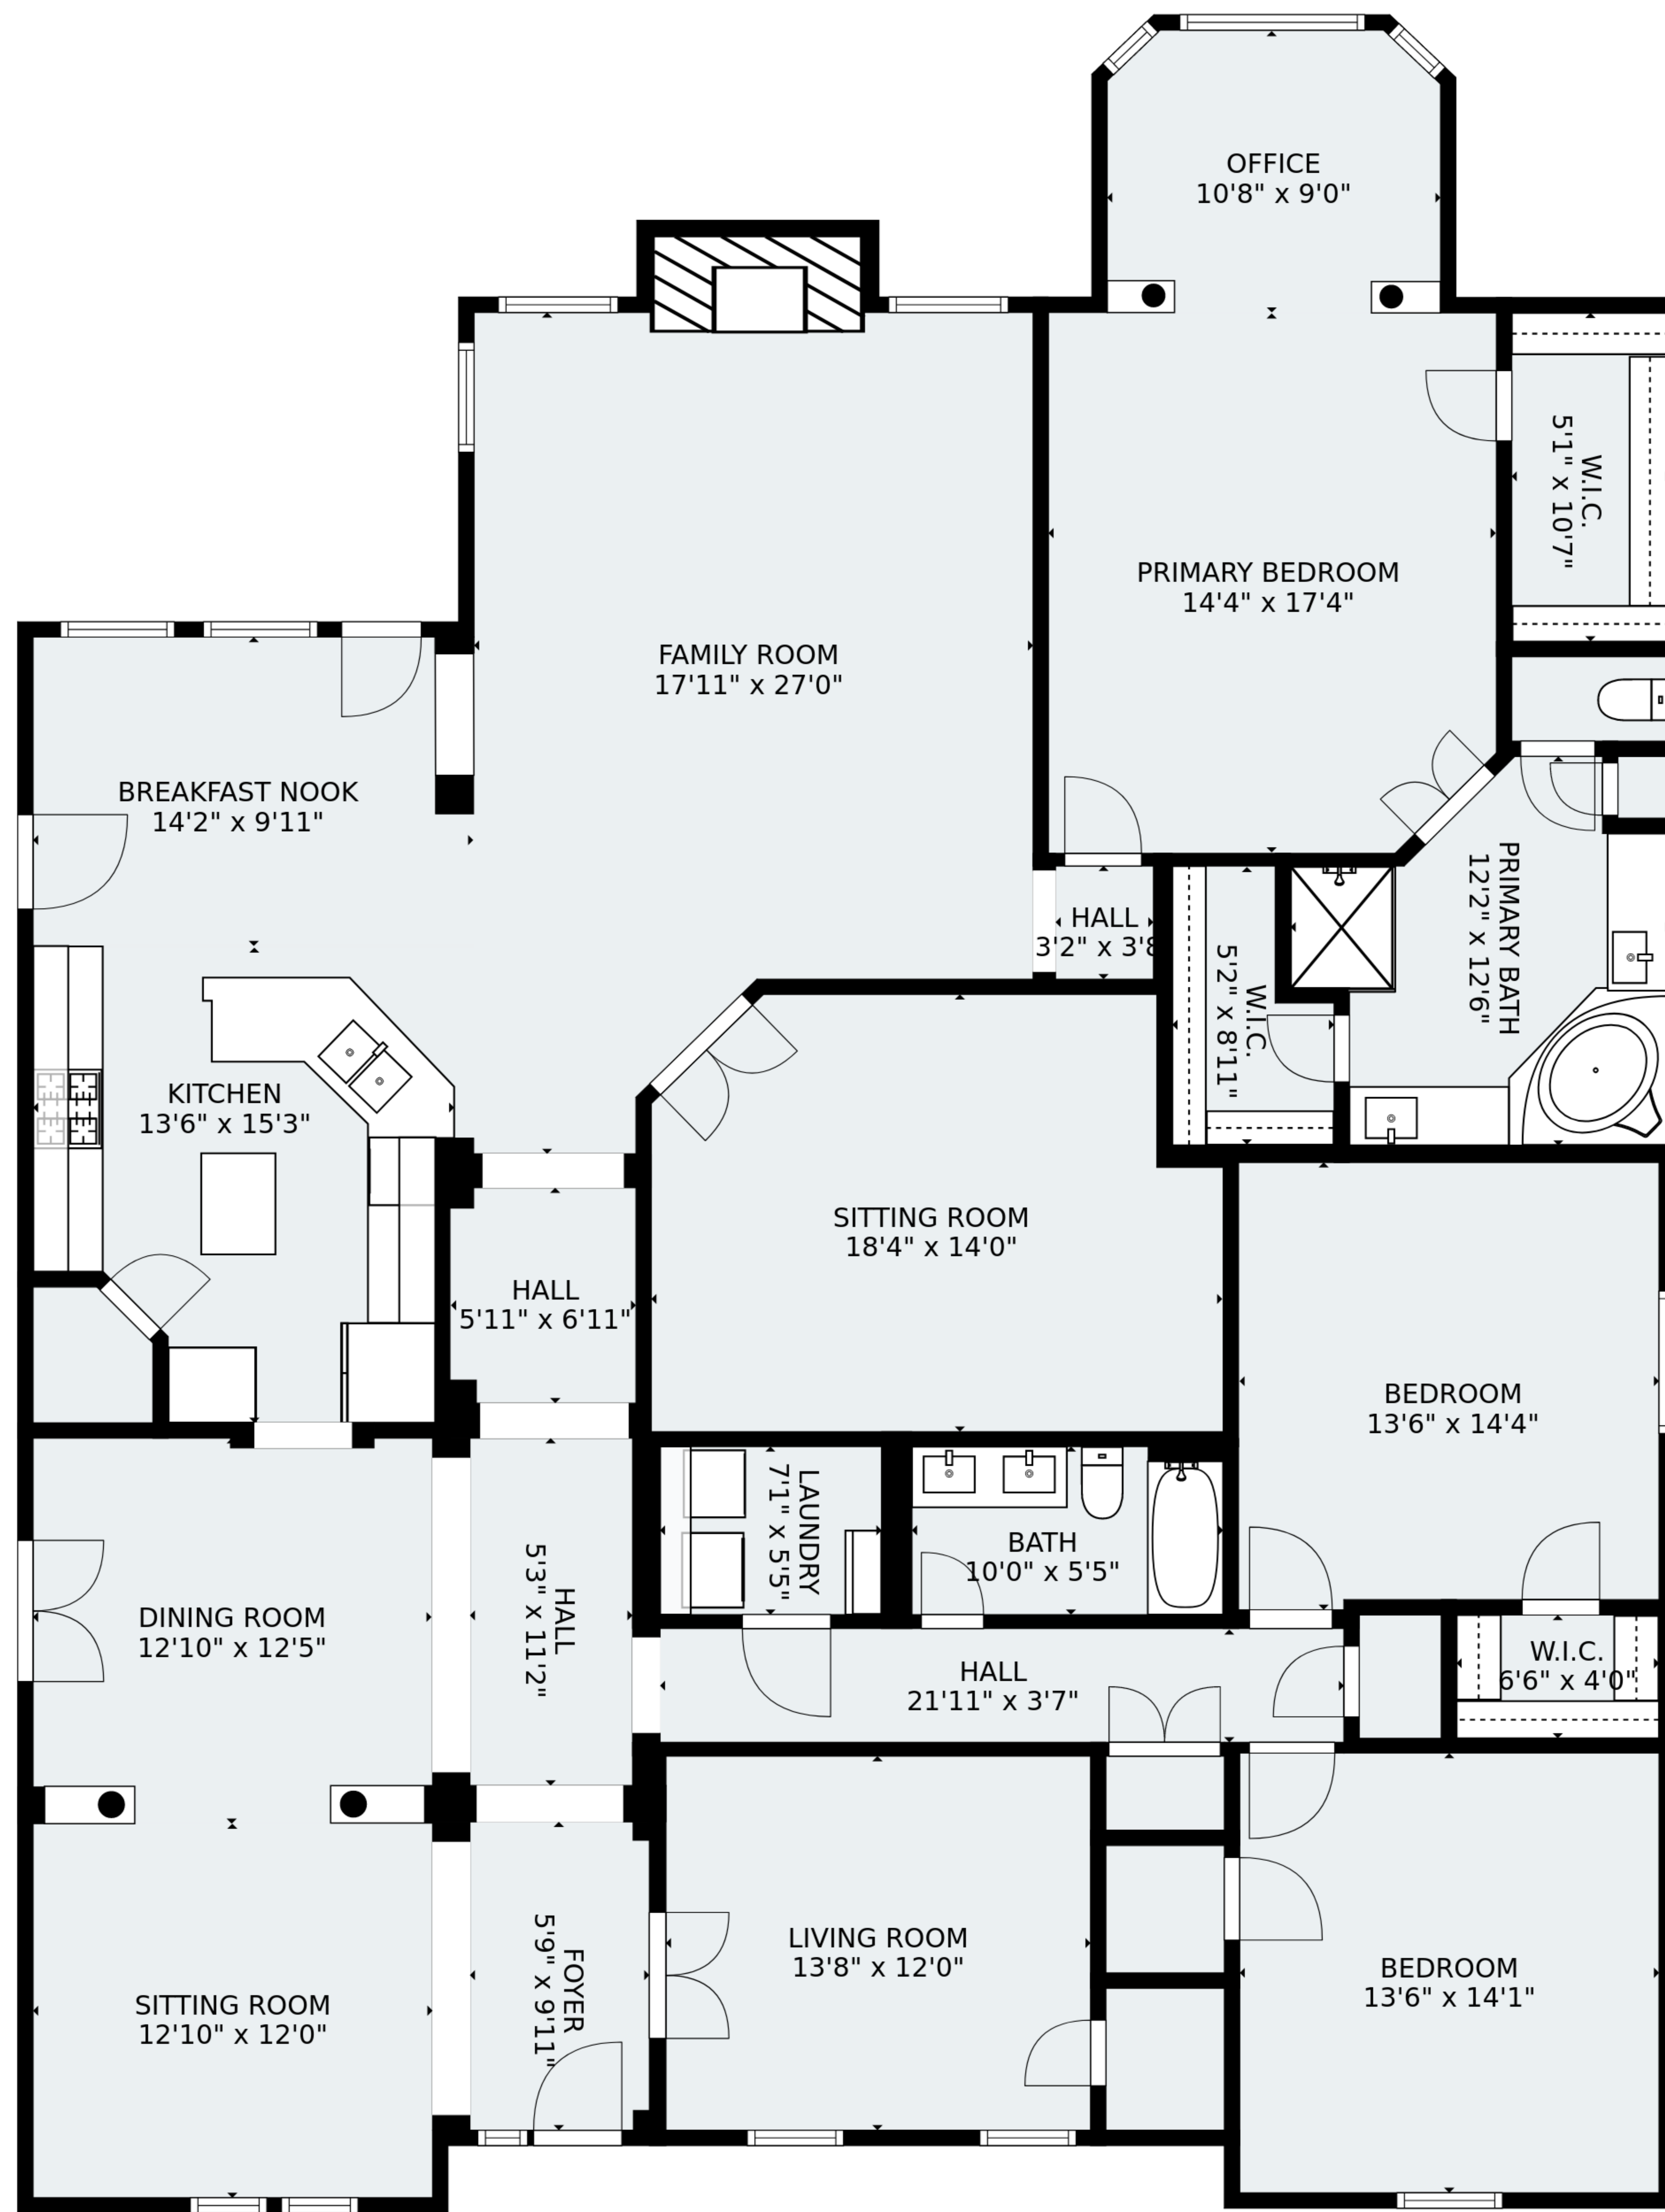 OFFICE
10'8" x 9'0"
W.I.C.
5'1" x 10'7"
PRIMARY BEDROOM
14'4" x 17'4"
FAMILY ROOM
17'11" x 27'0"
BREAKFAST NOOK
14'2" x 9'11"
HALL
3'2" x 3'8
PRIMARY BATH
12'2" x 12'6"
W.I.C.
5'2" x 8'11"
KITCHEN
13'6" x 15'3"
SITTING ROOM
18'4" x 14'0"
HALL
5'11" x 6'11"
BEDROOM
13'6" x 14'4"
LAUNDRY
7'1" x 5'5"
BATH
10'0" x 5'5"
DINING ROOM
12'10" x 12'5"
HALL
5'3" x 11'2"
HALL
21'11" x 3'7"
W.I.C.
6'6" x 4'0"
LIVING ROOM
13'8" x 12'0"
FOYER
5'9" x 9'11"
BEDROOM
13'6" x 14'1"
SITTING ROOM
12'10" x 12'0"